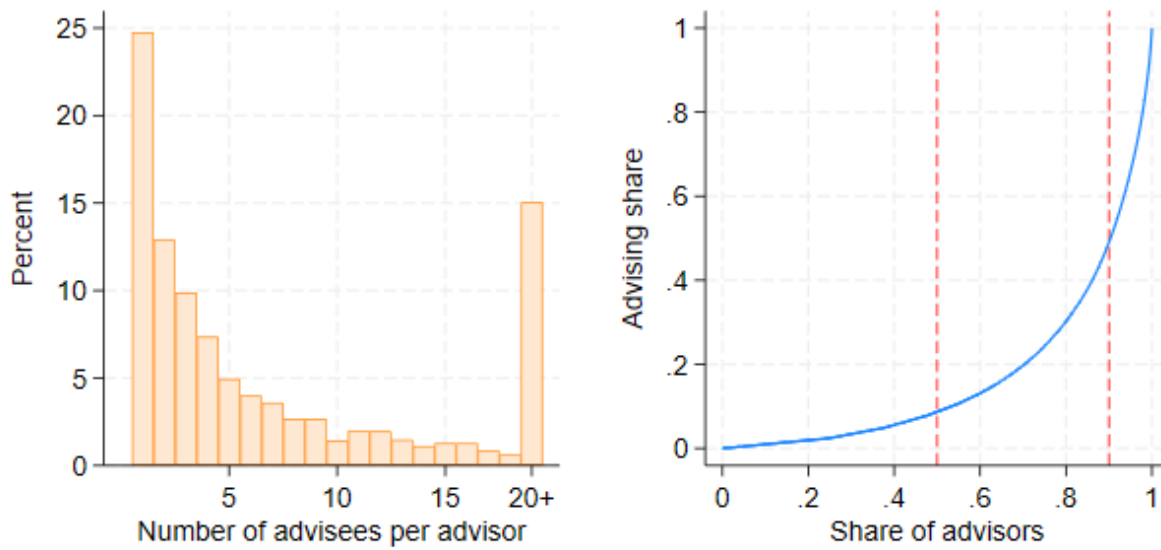 25
20
15
10
5
0
Percent
5 10 15 20+
Number of advisees per advisor
1
.8
.6
.4
.2
0
Advising share
0 .2 .4 .6 .8 1
Share of advisors